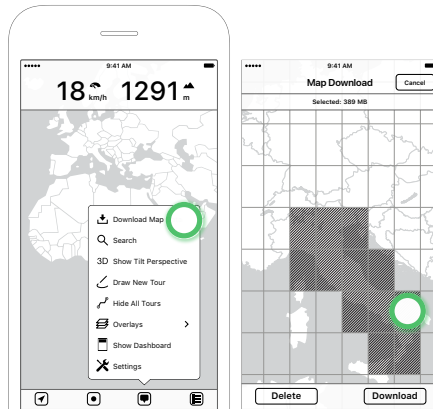 9:41 AM
18 km/h 1291 m
Download Map
Search
3D Show Tilt Perspective
Draw New Tour
Hide All Tours
Overlays
Show Dashboard
Settings
9:41 AM
Map Download Cancel
Selected: 389 MB
Delete Download